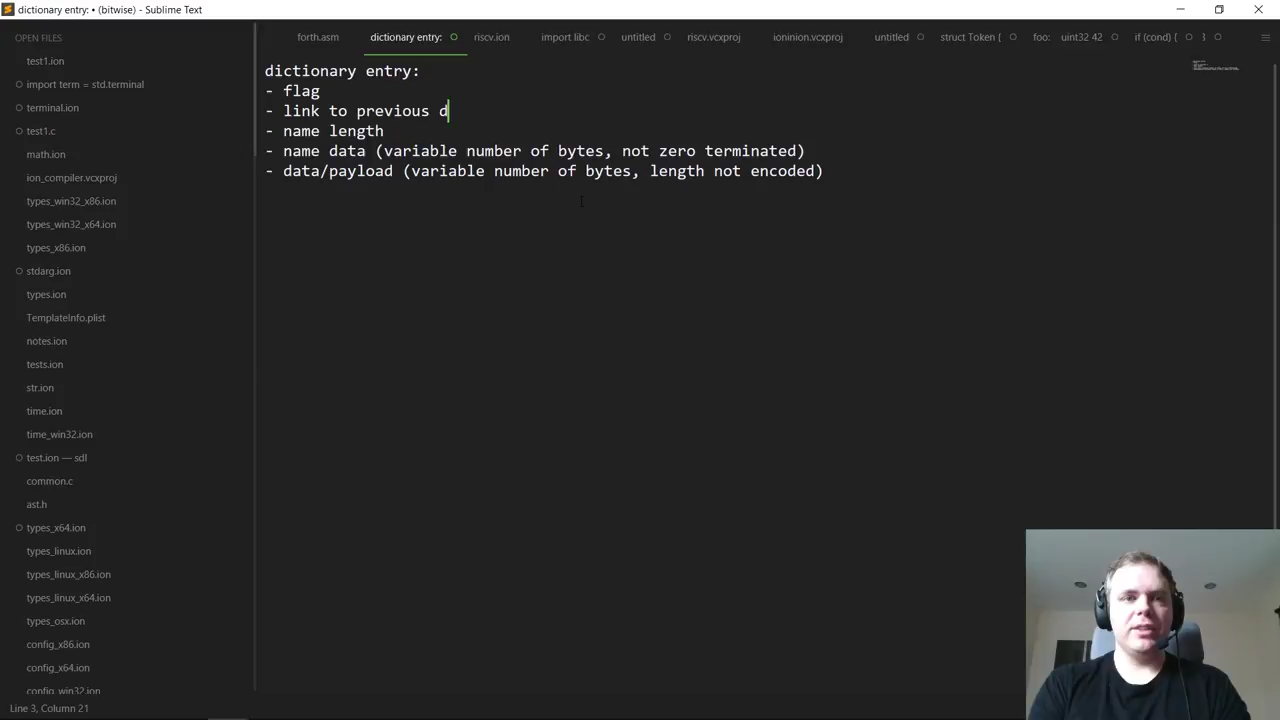 dictionary entry: • (bitwise) - Sublime Text
OPEN FILES
test1.ion
import term = std.terminal
terminal.ion
test1.c
math.ion
ion_compiler.vcxproj
types_win32_x86.ion
types_win32_x64.ion
types_x86.ion
stdarg.ion
types.ion
TemplateInfo.plist
notes.ion
tests.ion
str.ion
time.ion
time_win32.ion
test.ion — sdl
common.c
ast.h
types_x64.ion
types_linux.ion
types_linux_x86.ion
types_linux_x64.ion
types_osx.ion
config_x86.ion
config_x64.ion
config_win32.ion
forth.asm
dictionary entry:
riscv.ion
import libc
untitled
riscv.vcxproj
ioninion.vcxproj
untitled
struct Token {
foo: uint32 42
if (cond) {
dictionary entry:
- flag
- link to previous d
- name length
- name data (variable number of bytes, not zero terminated)
- data/payload (variable number of bytes, length not encoded)
Line 3, Column 21